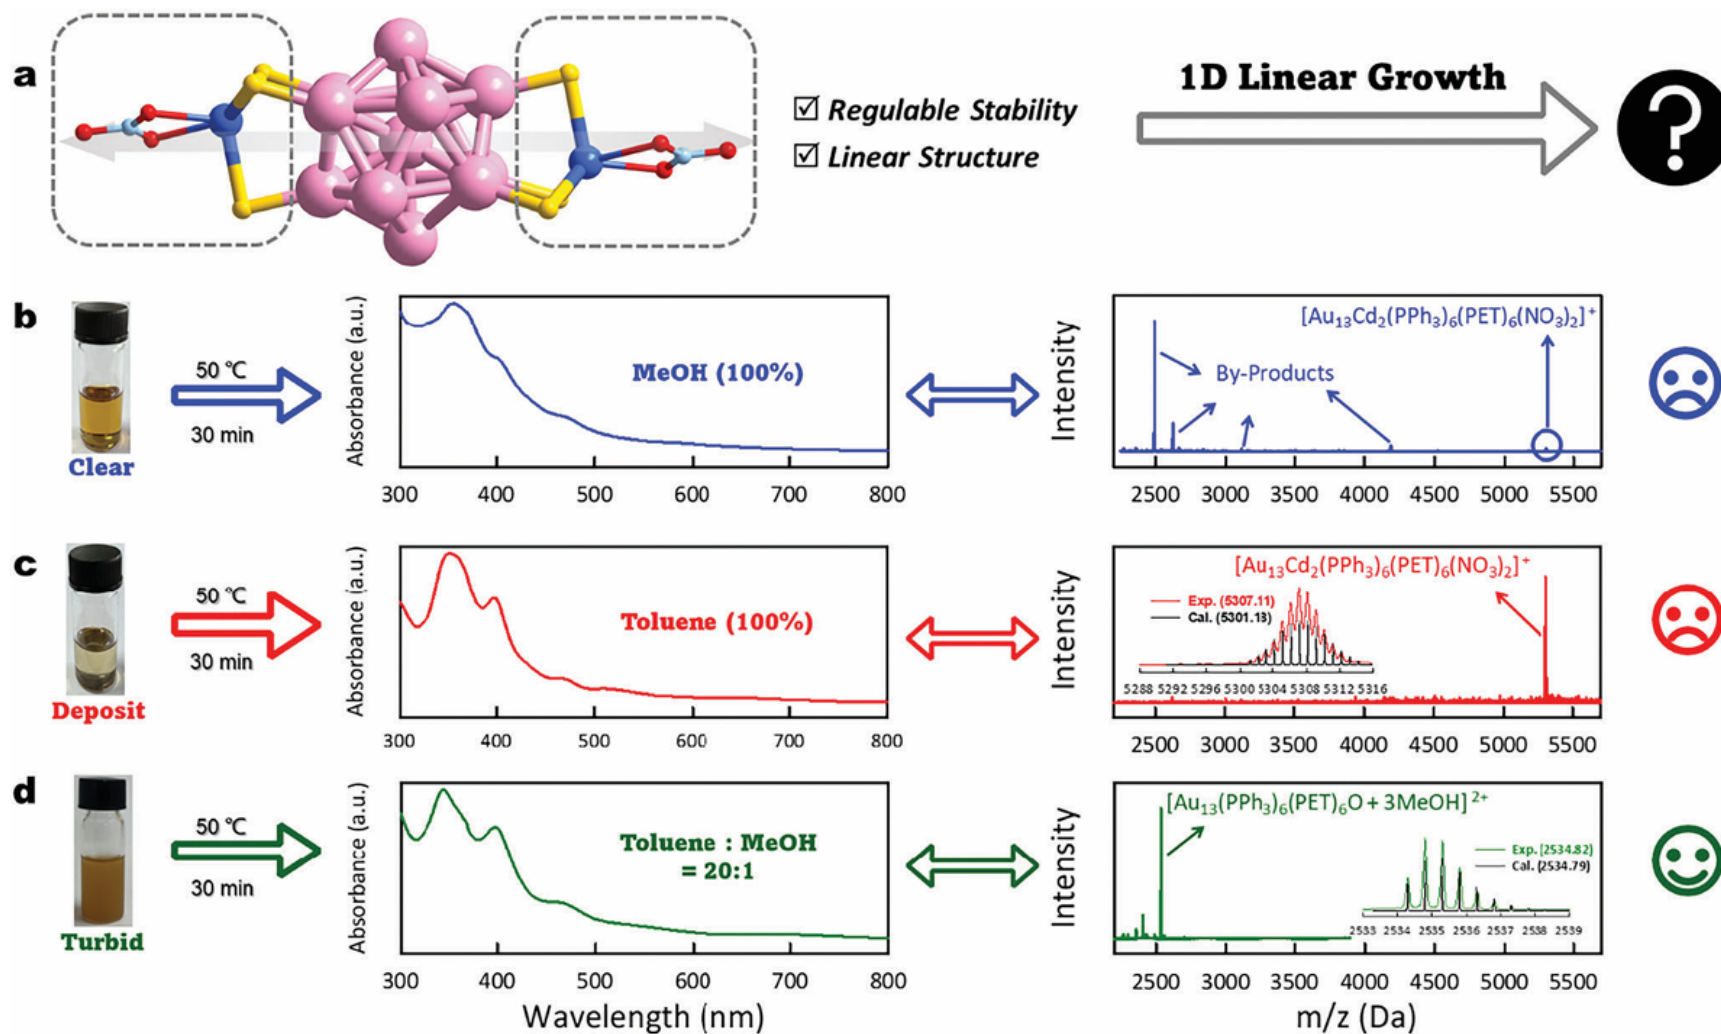 a
☑ Regulable Stability
☑ Linear Structure
1D Linear Growth
?
b
50 ℃
30 min
Clear
Absorbance (a.u.)
MeOH (100%)
300 400 500 600 700 800
Intensity
[Au₁₃Cd₂(PPh₃)₆(PET)₆(NO₃)₂]⁺
By-Products
2500 3000 3500 4000 4500 5000 5500
c
50 ℃
30 min
Deposit
Absorbance (a.u.)
Toluene (100%)
300 400 500 600 700 800
Intensity
[Au₁₃Cd₂(PPh₃)₆(PET)₆(NO₃)₂]⁺
Exp. (5307.11)
Cal. (5301.13)
5288 5292 5296 5300 5304 5308 5312 5316
2500 3000 3500 4000 4500 5000 5500
d
50 ℃
30 min
Turbid
Absorbance (a.u.)
Toluene : MeOH
= 20:1
300 400 500 600 700 800
Wavelength (nm)
Intensity
[Au₁₃(PPh₃)₆(PET)₆O + 3MeOH]²⁺
Exp. (2534.82)
Cal. (2534.79)
2533 2534 2535 2536 2537 2538 2539
2500 3000 3500 4000 4500 5000 5500
m/z (Da)